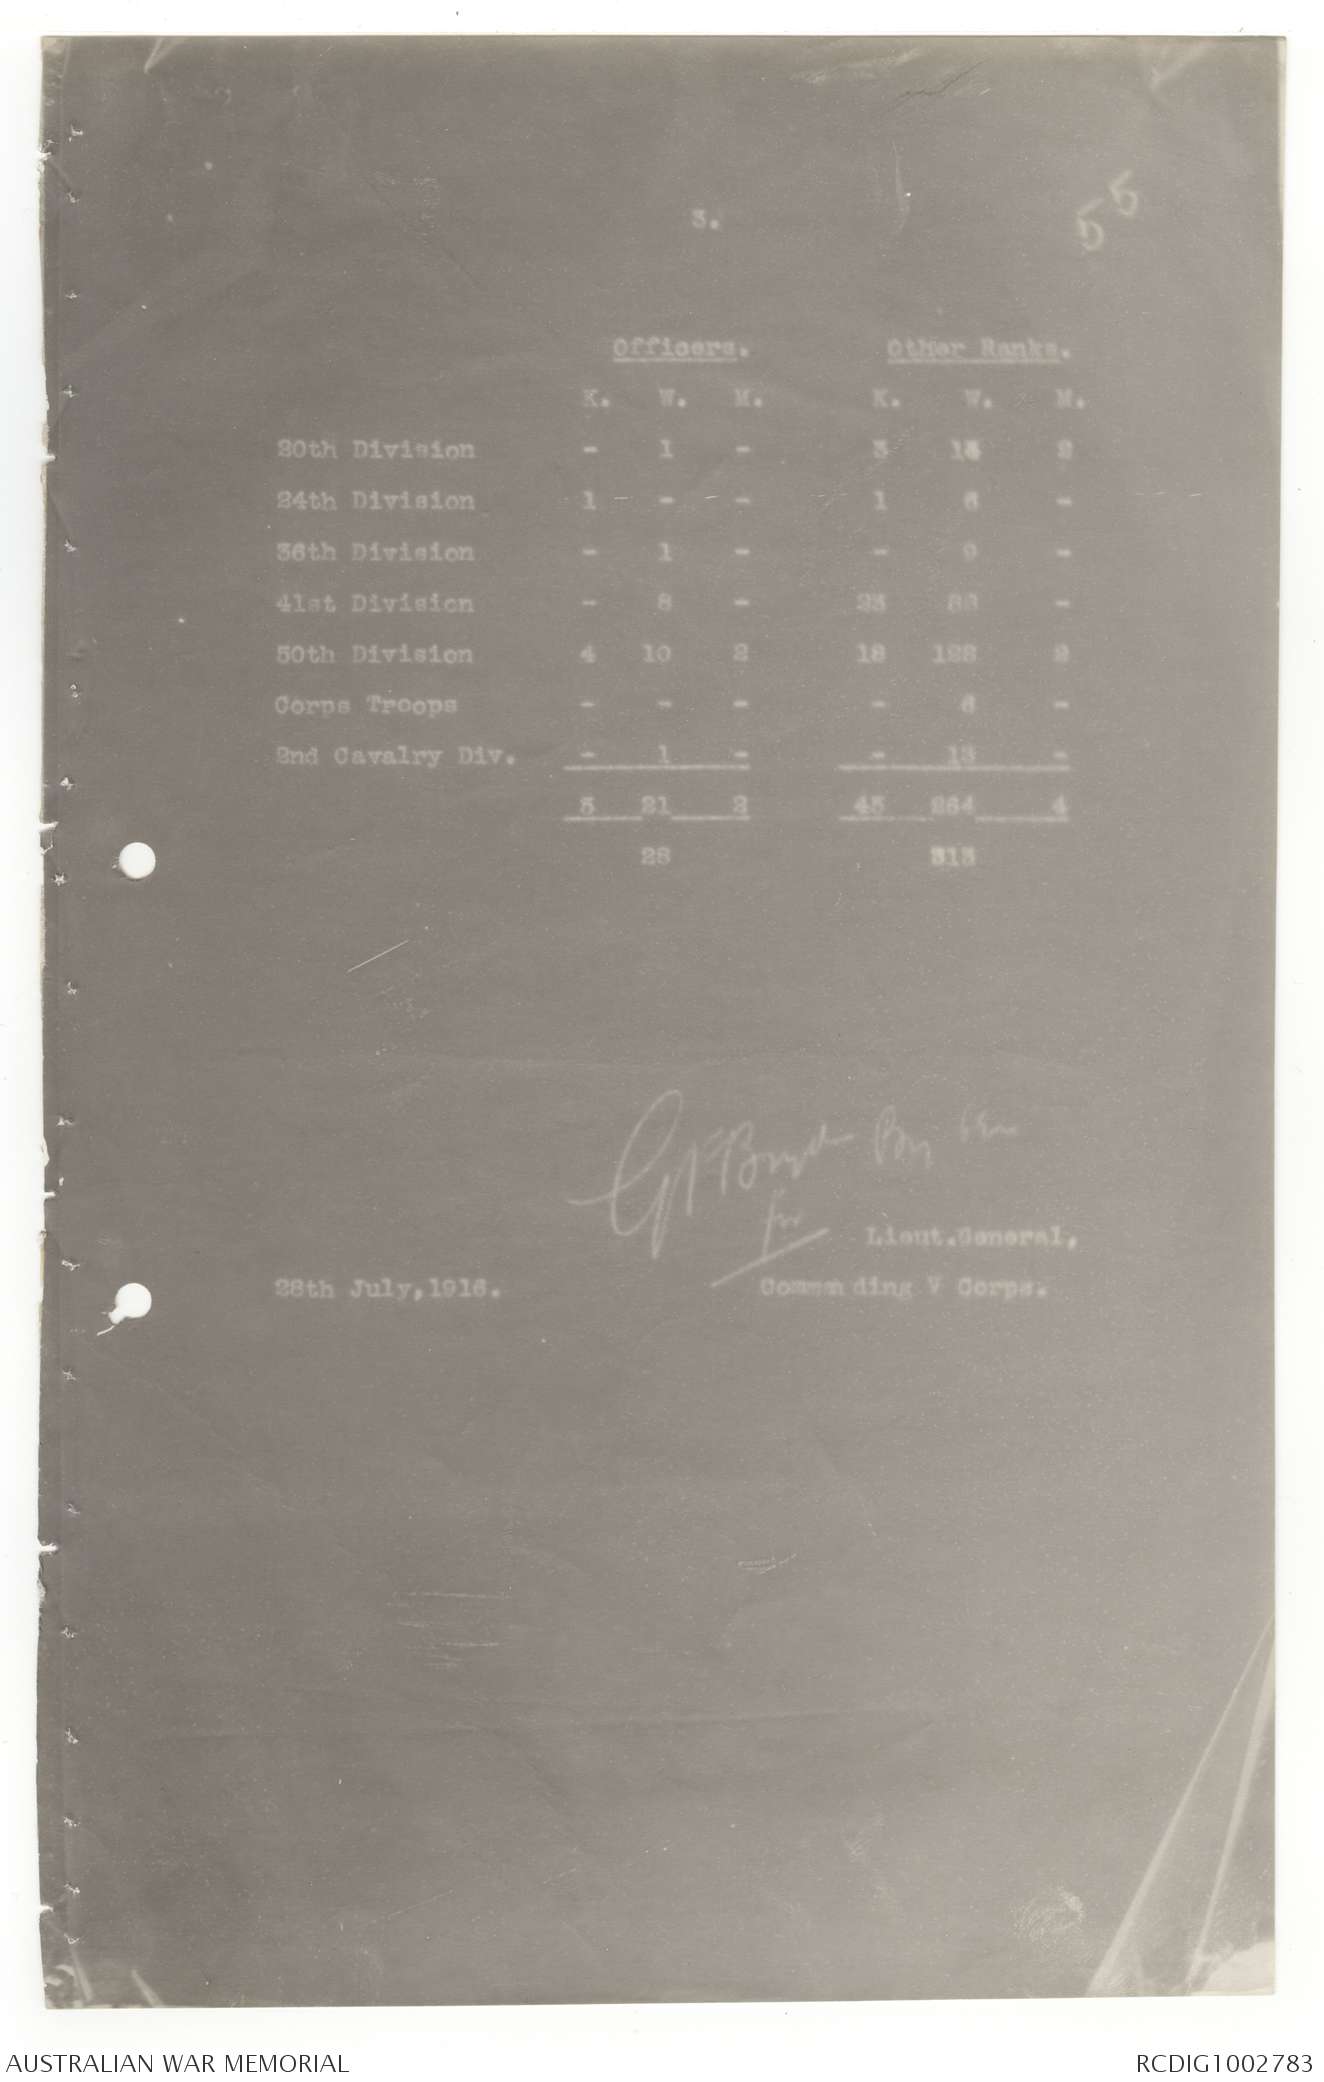 55
3.
Officers. Other Ranks.
K. W. M. K. W. M.
20th Division - 1 - 3 13 2
24th Division 1 - - 1 6 -
36th Division - 1 - - 9 -
41st Division - 8 - 23 -
50th Division 4 10 2 18 128 2
Corps Troops - - - - 6 -
2nd Cavalry Div. - 1 - - 13 -
5 21 2 45 264 4
28 313
for
Lieut.General,
28th July,1916. Commanding V Corps.
AUSTRALIAN WAR MEMORIAL RCDIG1002783